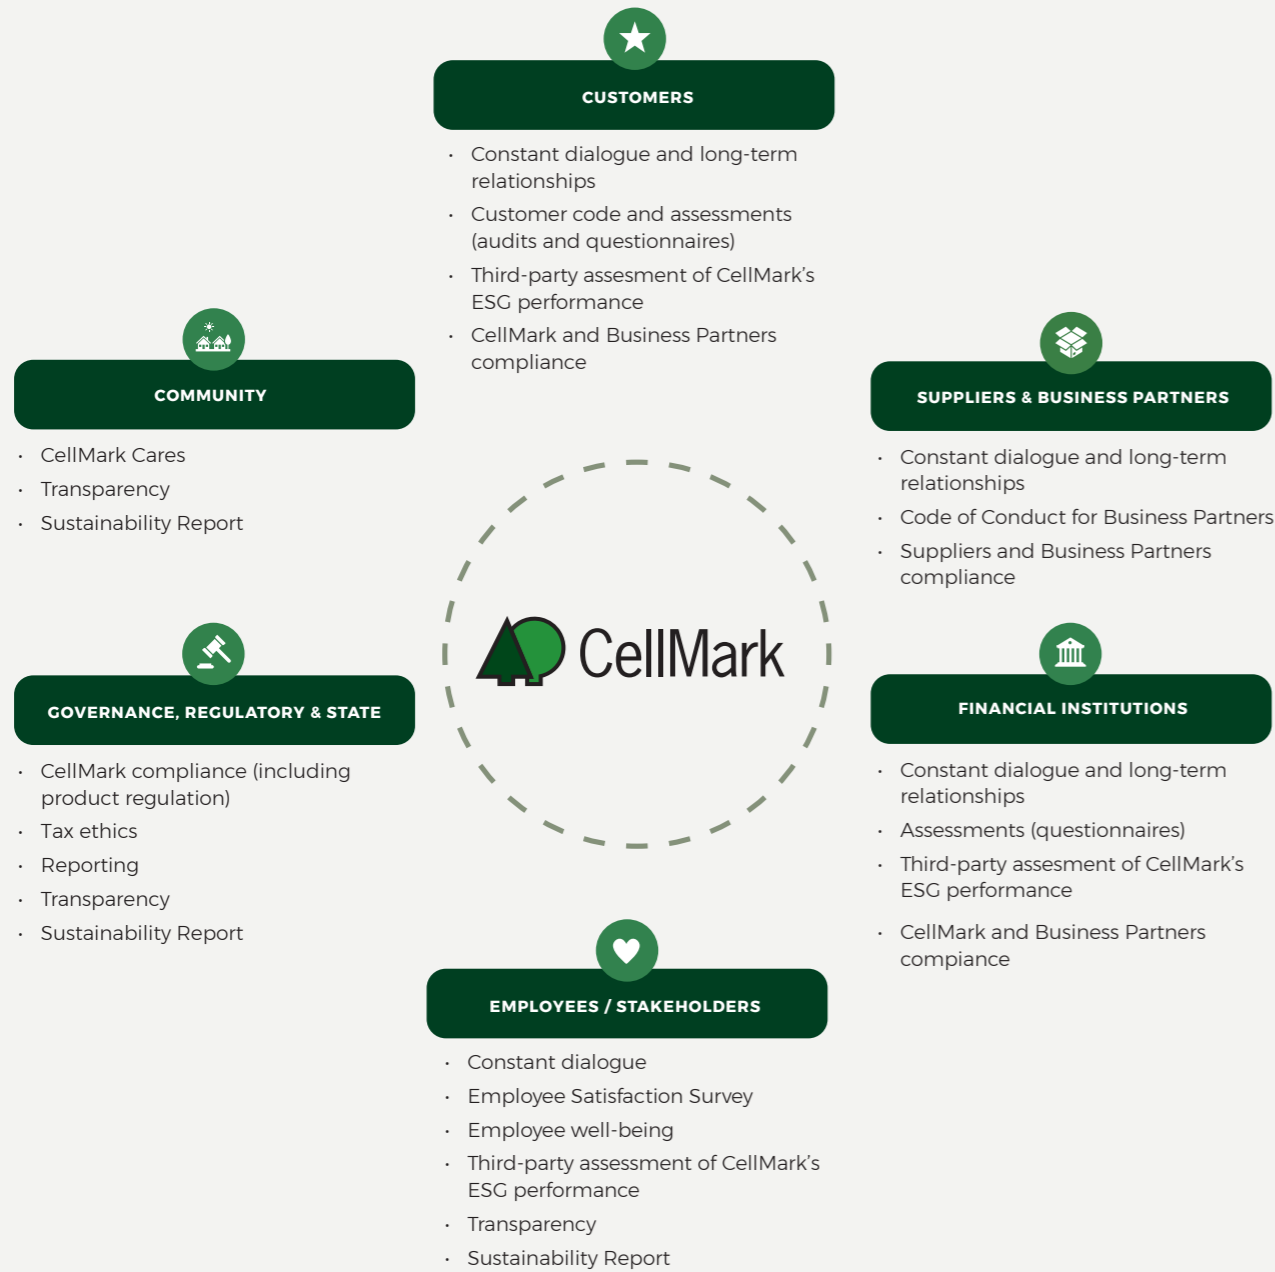 CUSTOMERS
• Constant dialogue and long-term
relationships
• Customer code and assessments
(audits and questionnaires)
• Third-party assesment of CellMark’s
ESG performance
• CellMark and Business Partners
compliance
COMMUNITY
• CellMark Cares
• Transparency
• Sustainability Report
SUPPLIERS & BUSINESS PARTNERS
• Constant dialogue and long-term
relationships
• Code of Conduct for Business Partners
• Suppliers and Business Partners
compliance
CellMark
GOVERNANCE, REGULATORY & STATE
• CellMark compliance (including
product regulation)
• Tax ethics
• Reporting
• Transparency
• Sustainability Report
FINANCIAL INSTITUTIONS
• Constant dialogue and long-term
relationships
• Assessments (questionnaires)
• Third-party assesment of CellMark’s
ESG performance
• CellMark and Business Partners
compiance
EMPLOYEES / STAKEHOLDERS
• Constant dialogue
• Employee Satisfaction Survey
• Employee well-being
• Third-party assessment of CellMark’s
ESG performance
• Transparency
• Sustainability Report